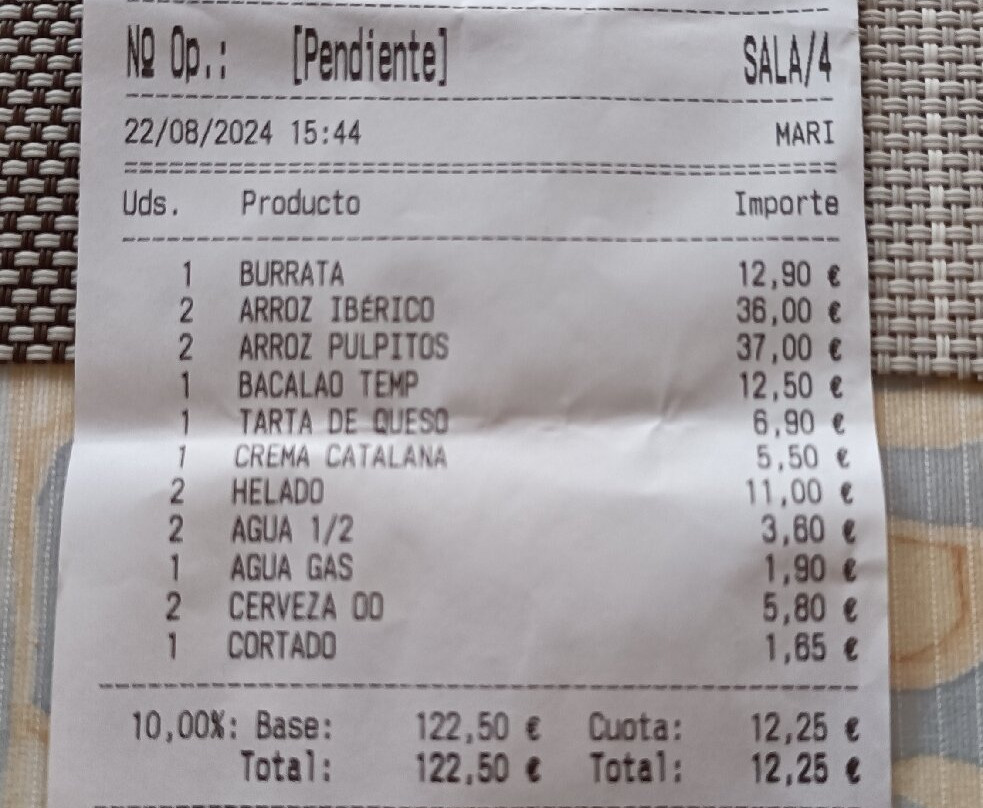 Nº Op.: [Pendiente] SALA/4
22/08/2024 15:44 MARI
Uds. Producto Importe
1 BURRATA 12,90 €
2 ARROZ IBÉRICO 36,00 €
2 ARROZ PULPITOS 37,00 €
1 BACALAO TEMP 12,50 €
1 TARTA DE QUESO 6,90 €
1 CREMA CATALANA 5,50 €
2 HELADO 11,00 €
2 AGUA 1/2 3,60 €
1 AGUA GAS 1,90 €
2 CERVEZA 00 5,80 €
1 CORTADO 1,65 €
10,00%: Base: 122,50 € Cuota: 12,25 €
Total: 122,50 € Total: 12,25 €